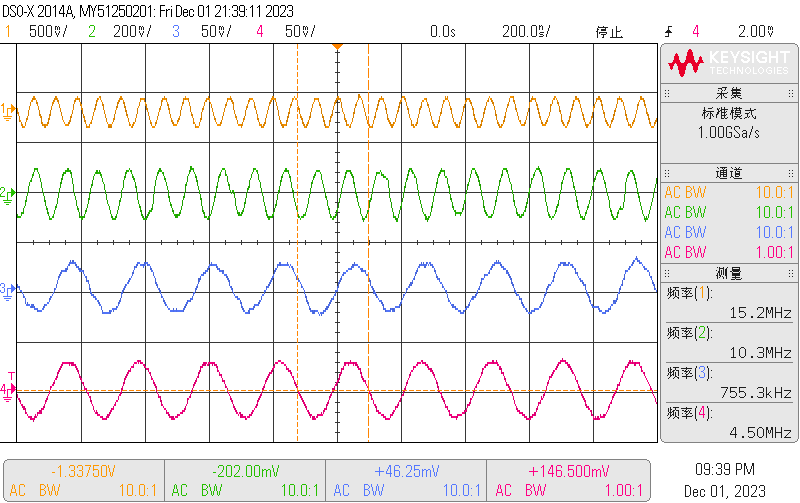 DSO-X 2014A, MY51250201: Fri Dec 01 21:39:11 2023
1 500mV/ 2 200mV/ 3 50mV/ 4 50mV/ 0.0s 200.0ns/ 停止 4 2.00mV
KEYSIGHT
TECHNOLOGIES
采集
标准模式
1.00GSa/s
通道
AC BW 10.0:1
AC BW 10.0:1
AC BW 10.0:1
AC BW 1.00:1
测量
频率(1):
15.2MHz
频率(2):
10.3MHz
频率(3):
755.3kHz
频率(4):
4.50MHz
1
2
3
T
4
-1.33750V -202.00mV +46.25mV +146.500mV
AC BW 10.0:1 AC BW 10.0:1 AC BW 10.0:1 AC BW 1.00:1
09:39 PM
Dec 01, 2023